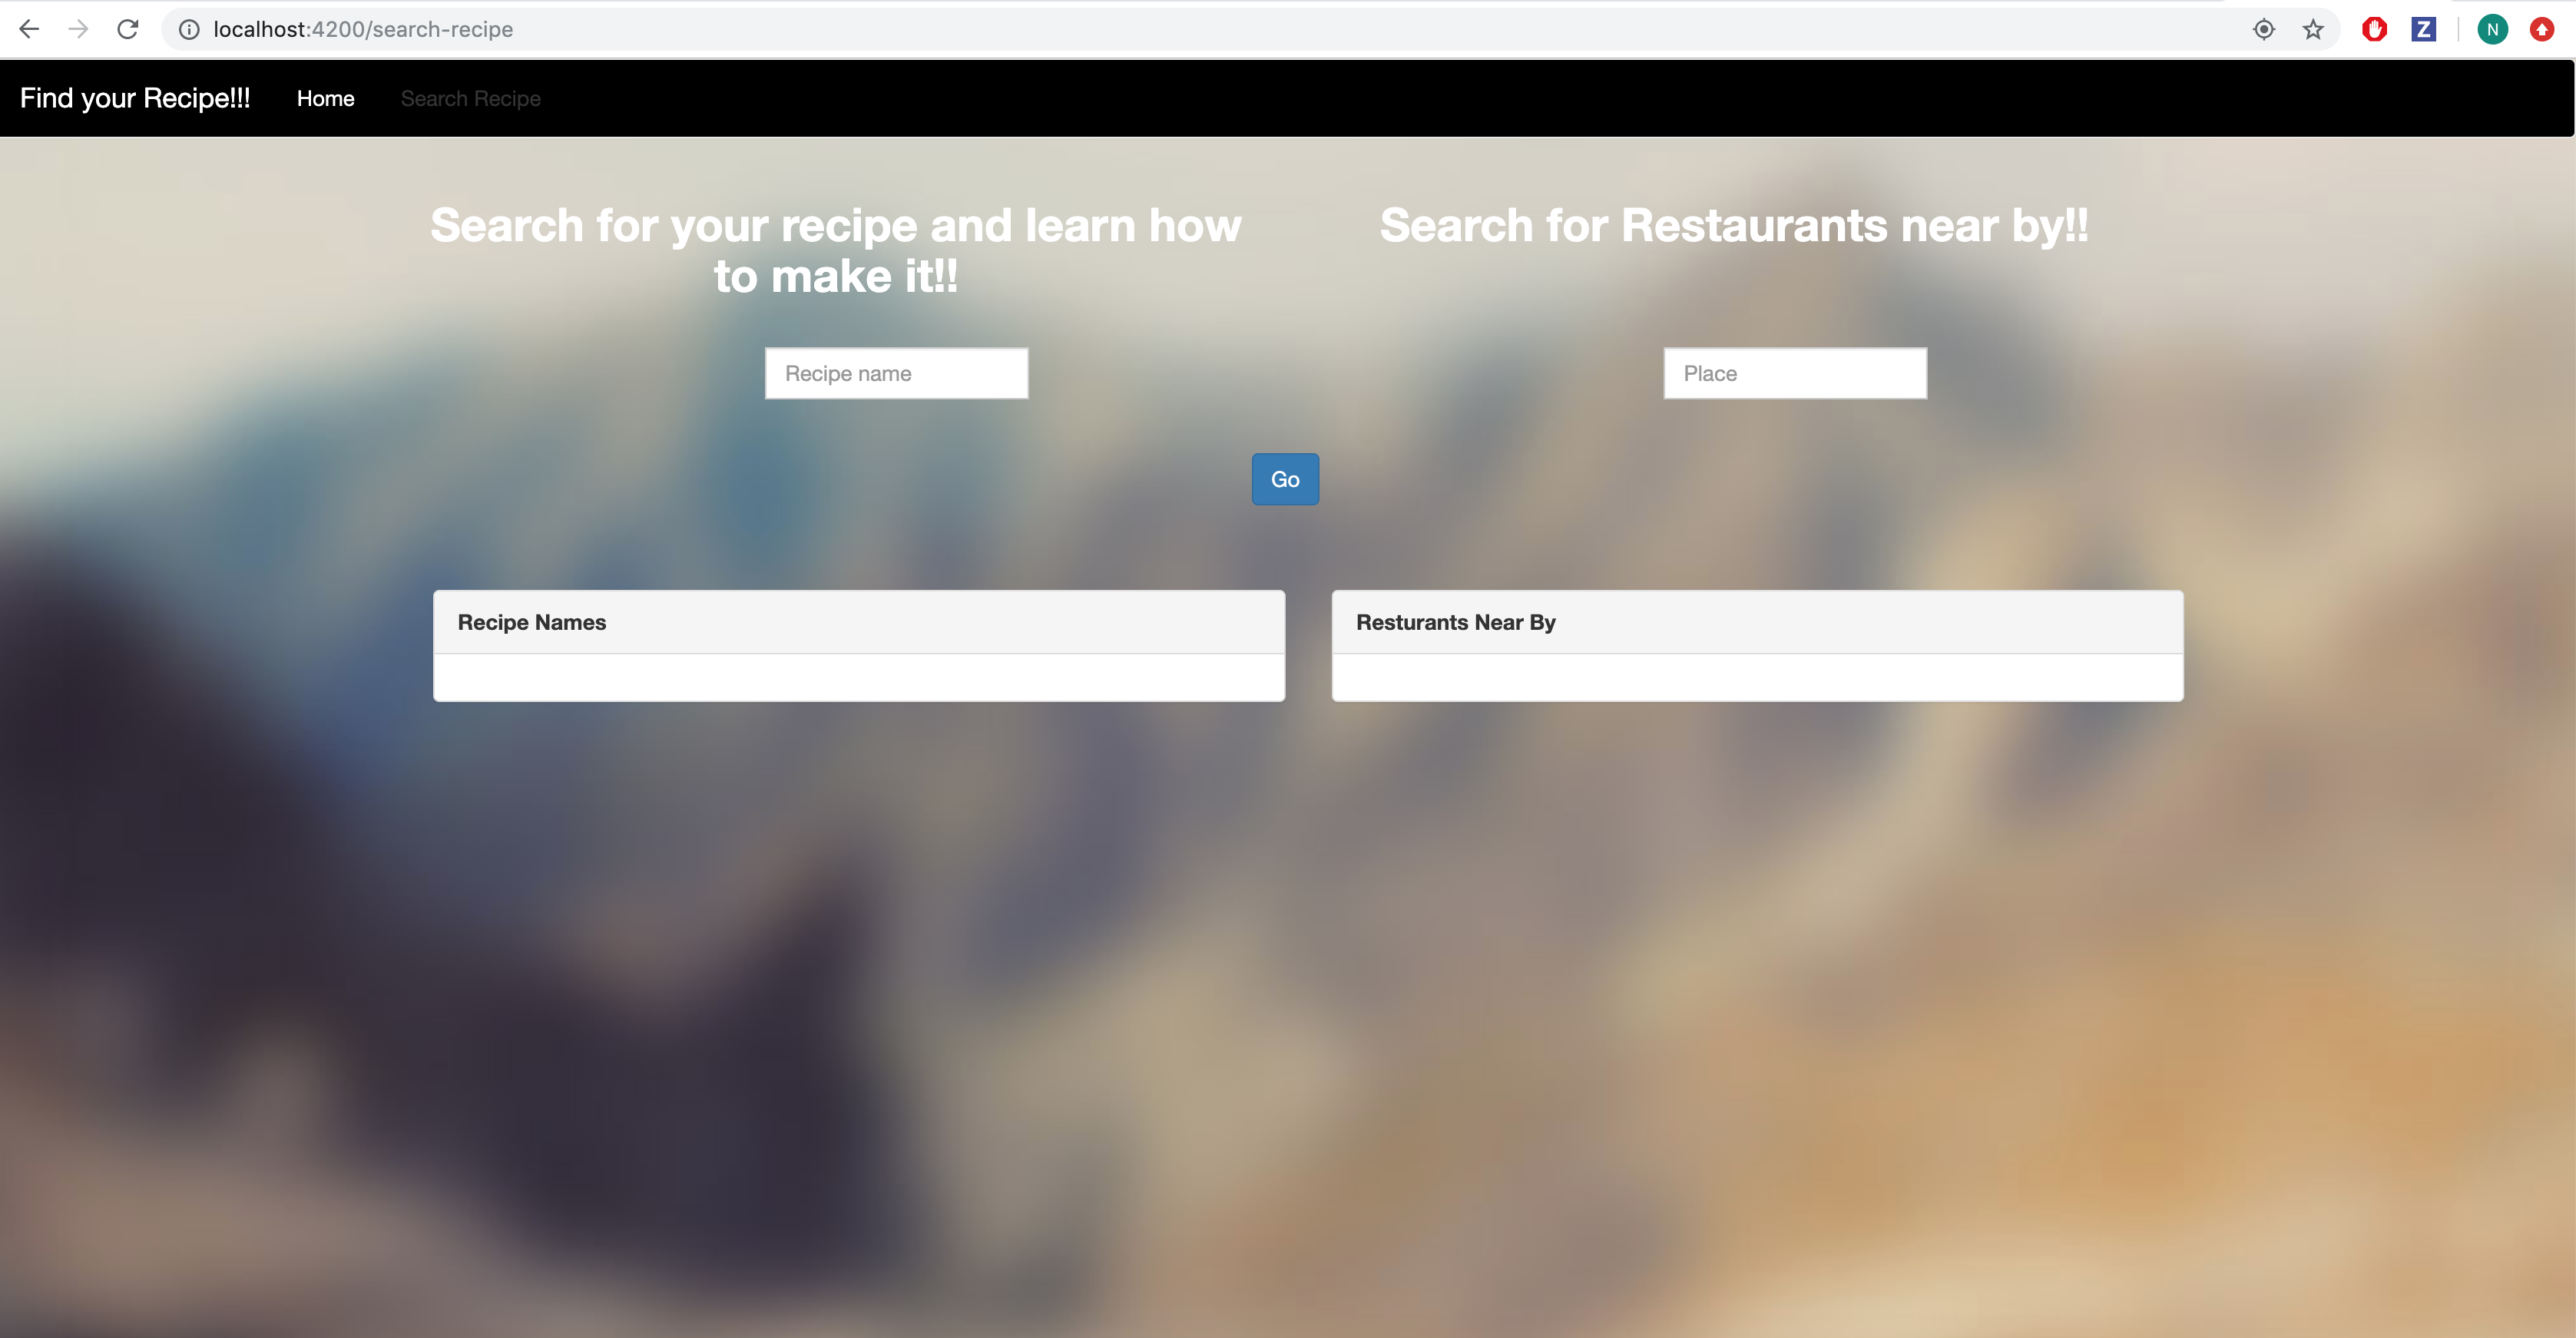 localhost:4200/search-recipe
Z
N
Find your Recipe!!! Home Search Recipe
Search for your recipe and learn how
to make it!!
Search for Restaurants near by!!
Recipe name
Place
Go
Recipe Names
Resturants Near By